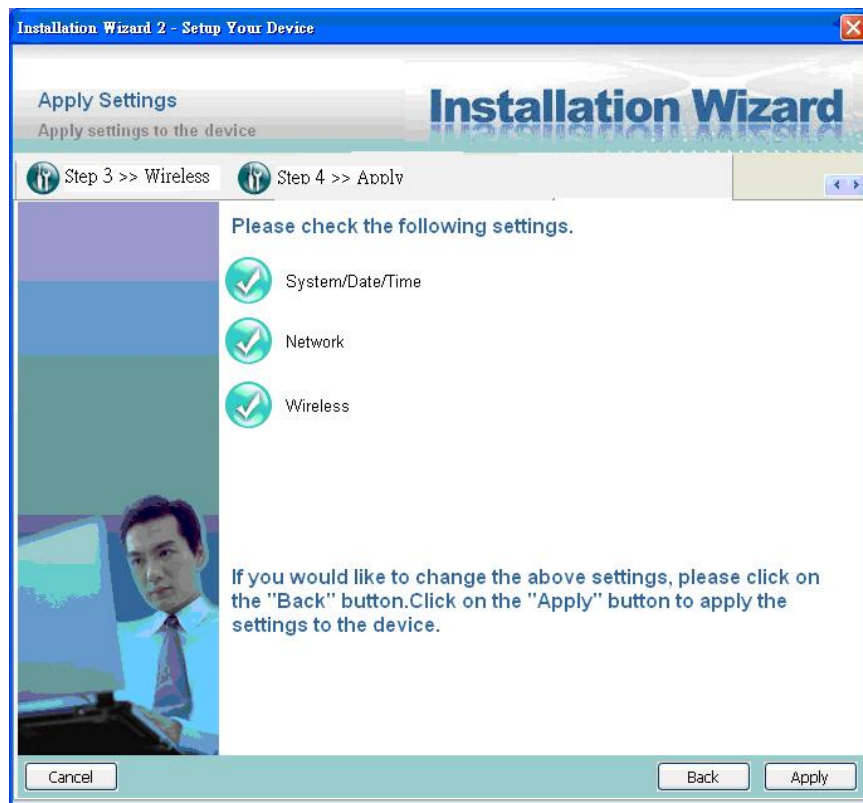 Installation Wizard 2 - Setup Your Device
Apply Settings
Installation Wizard
Apply settings to the device
Step 3 >> Wireless
Step 4 >> Apply
Please check the following settings.
System/Date/Time
Network
Wireless
If you would like to change the above settings, please click on
the "Back" button.Click on the "Apply" button to apply the
settings to the device.
Cancel
Back
Apply